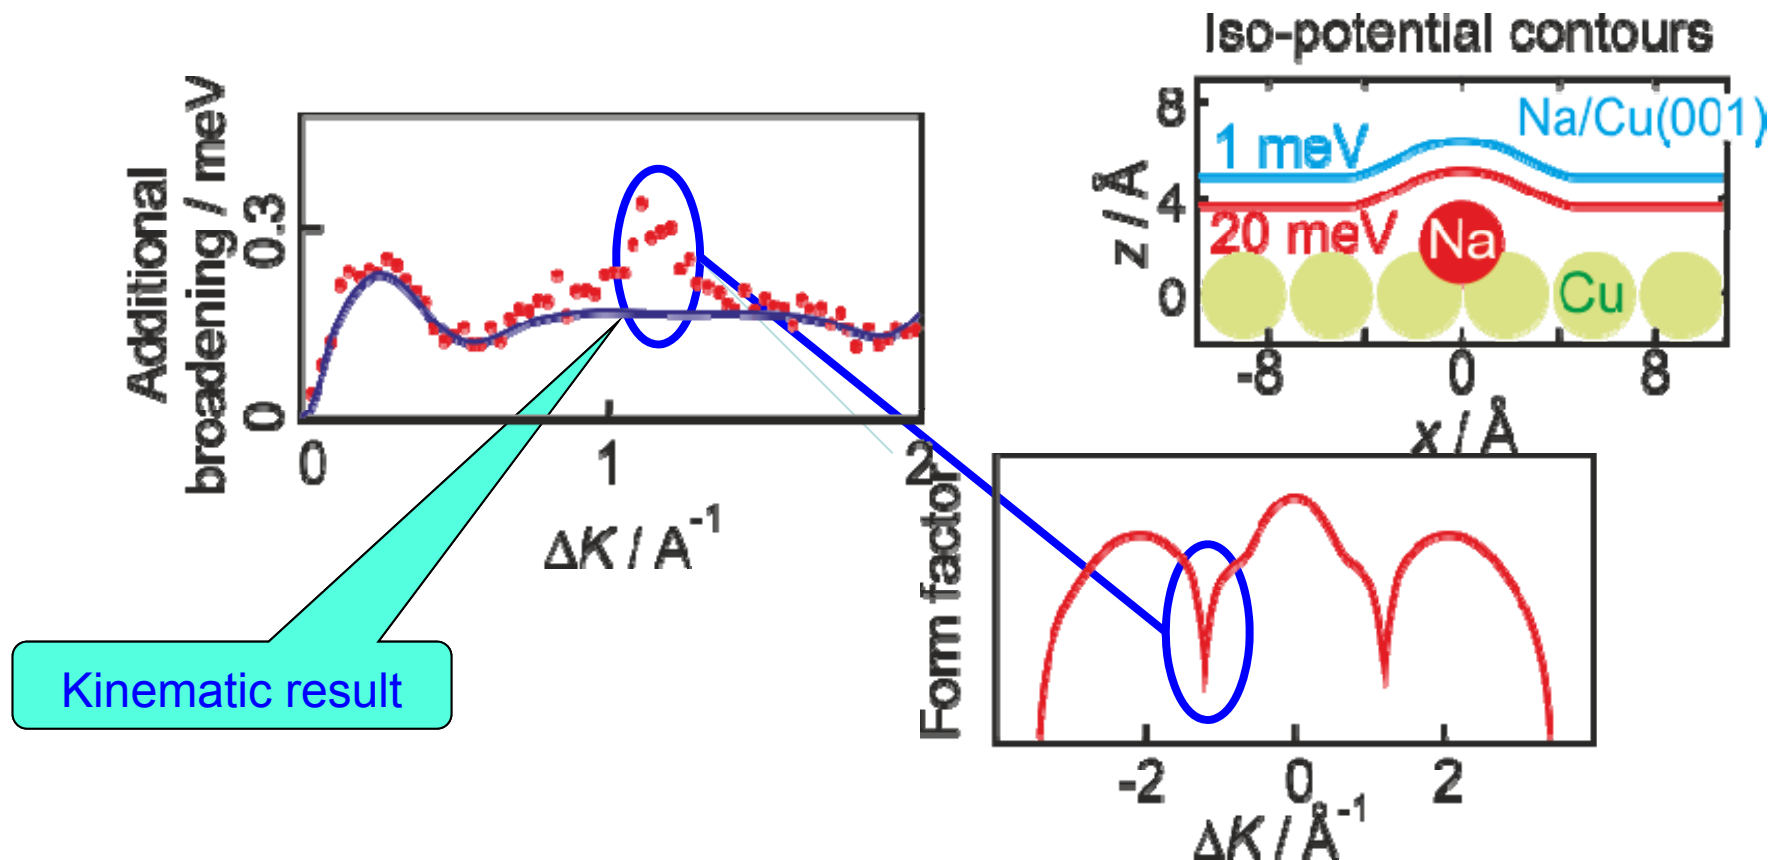 Additional
broadening / meV
0.3
0
0
1
2
ΔK / A⁻¹
Kinematic result
Iso-potential contours
8
4
0
z / Å
Na/Cu(001)
1 meV
20 meV
Na
Cu
-8
0
8
x / Å
Form factor
-2
0
2
ΔK / Å⁻¹